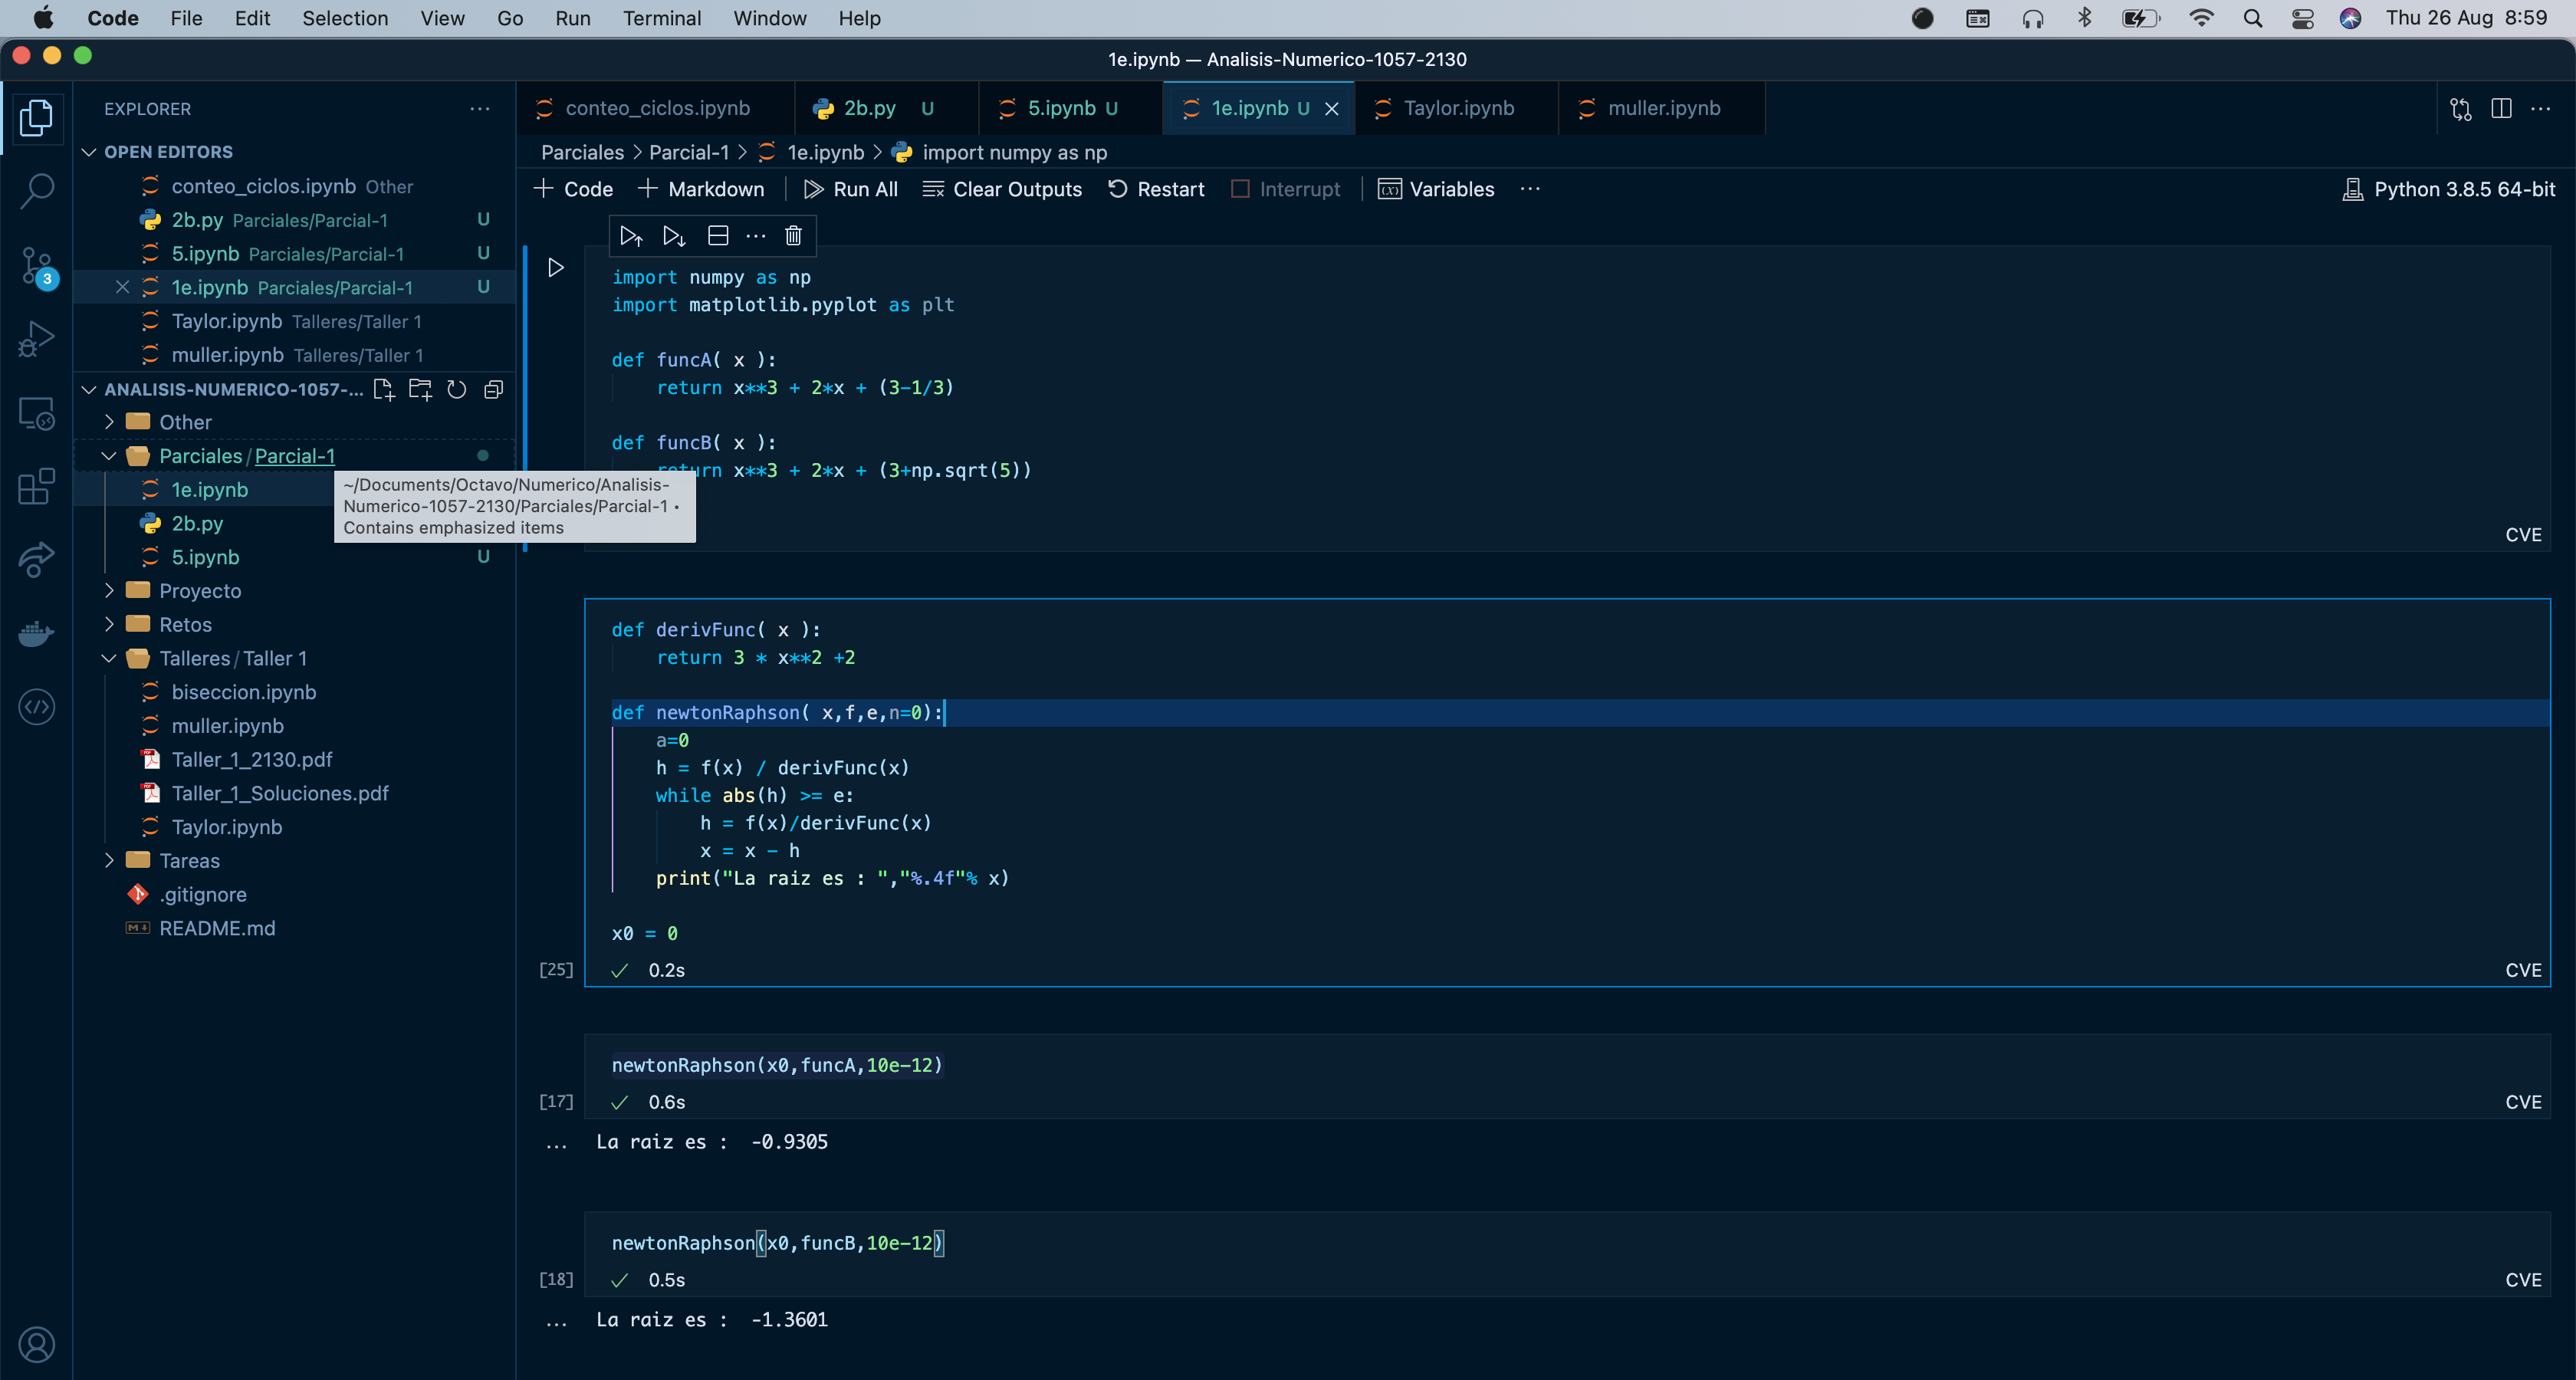 Code File Edit Selection View Go Run Terminal Window Help Thu 26 Aug 8:59
1e.ipynb — Analisis-Numerico-1057-2130
EXPLORER
OPEN EDITORS
conteo_ciclos.ipynb Other
2b.py Parciales/Parcial-1 U
5.ipynb Parciales/Parcial-1 U
1e.ipynb Parciales/Parcial-1 U
Taylor.ipynb Talleres/Taller 1
muller.ipynb Talleres/Taller 1
ANALISIS-NUMERICO-1057-...
Other
Parciales / Parcial-1
1e.ipynb
2b.py
5.ipynb U
Proyecto
Retos
Talleres / Taller 1
biseccion.ipynb
muller.ipynb
Taller_1_2130.pdf
Taller_1_Soluciones.pdf
Taylor.ipynb
Tareas
.gitignore
README.md
3
~/Documents/Octavo/Numerico/Analisis-
Numerico-1057-2130/Parciales/Parcial-1 •
Contains emphasized items
conteo_ciclos.ipynb 2b.py U 5.ipynb U 1e.ipynb U Taylor.ipynb muller.ipynb
Parciales > Parcial-1 > 1e.ipynb > import numpy as np
+ Code + Markdown Run All Clear Outputs Restart Interrupt Variables ... Python 3.8.5 64-bit
import numpy as np
import matplotlib.pyplot as plt
def funcA( x ):
return x**3 + 2*x + (3-1/3)
def funcB( x ):
return x**3 + 2*x + (3+np.sqrt(5))
CVE
def derivFunc( x ):
return 3 * x**2 +2
def newtonRaphson( x,f,e,n=0):
a=0
h = f(x) / derivFunc(x)
while abs(h) >= e:
h = f(x)/derivFunc(x)
x = x - h
print("La raiz es : ","%.4f"% x)
x0 = 0
[25] ✓ 0.2s CVE
newtonRaphson(x0,funcA,10e-12)
[17] ✓ 0.6s CVE
... La raiz es :  -0.9305
newtonRaphson(x0,funcB,10e-12)
[18] ✓ 0.5s CVE
... La raiz es :  -1.3601